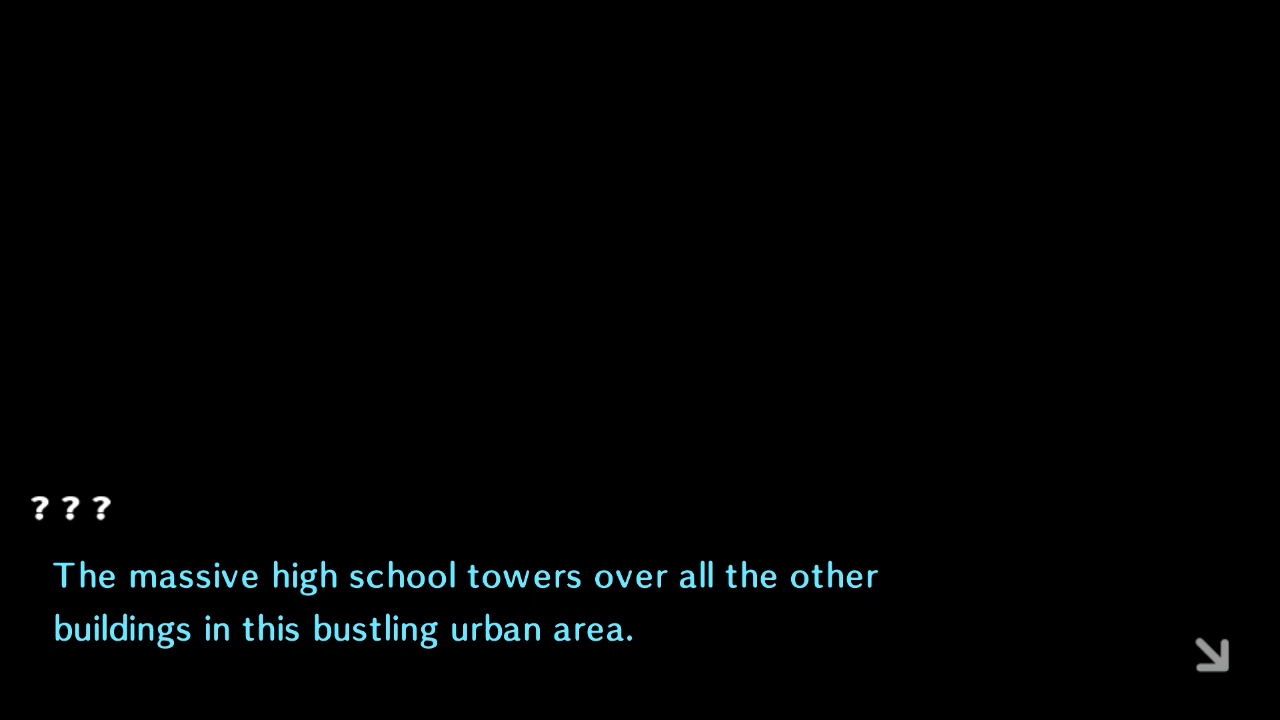 ? ? ?
The massive high school towers over all the other
buildings in this bustling urban area.